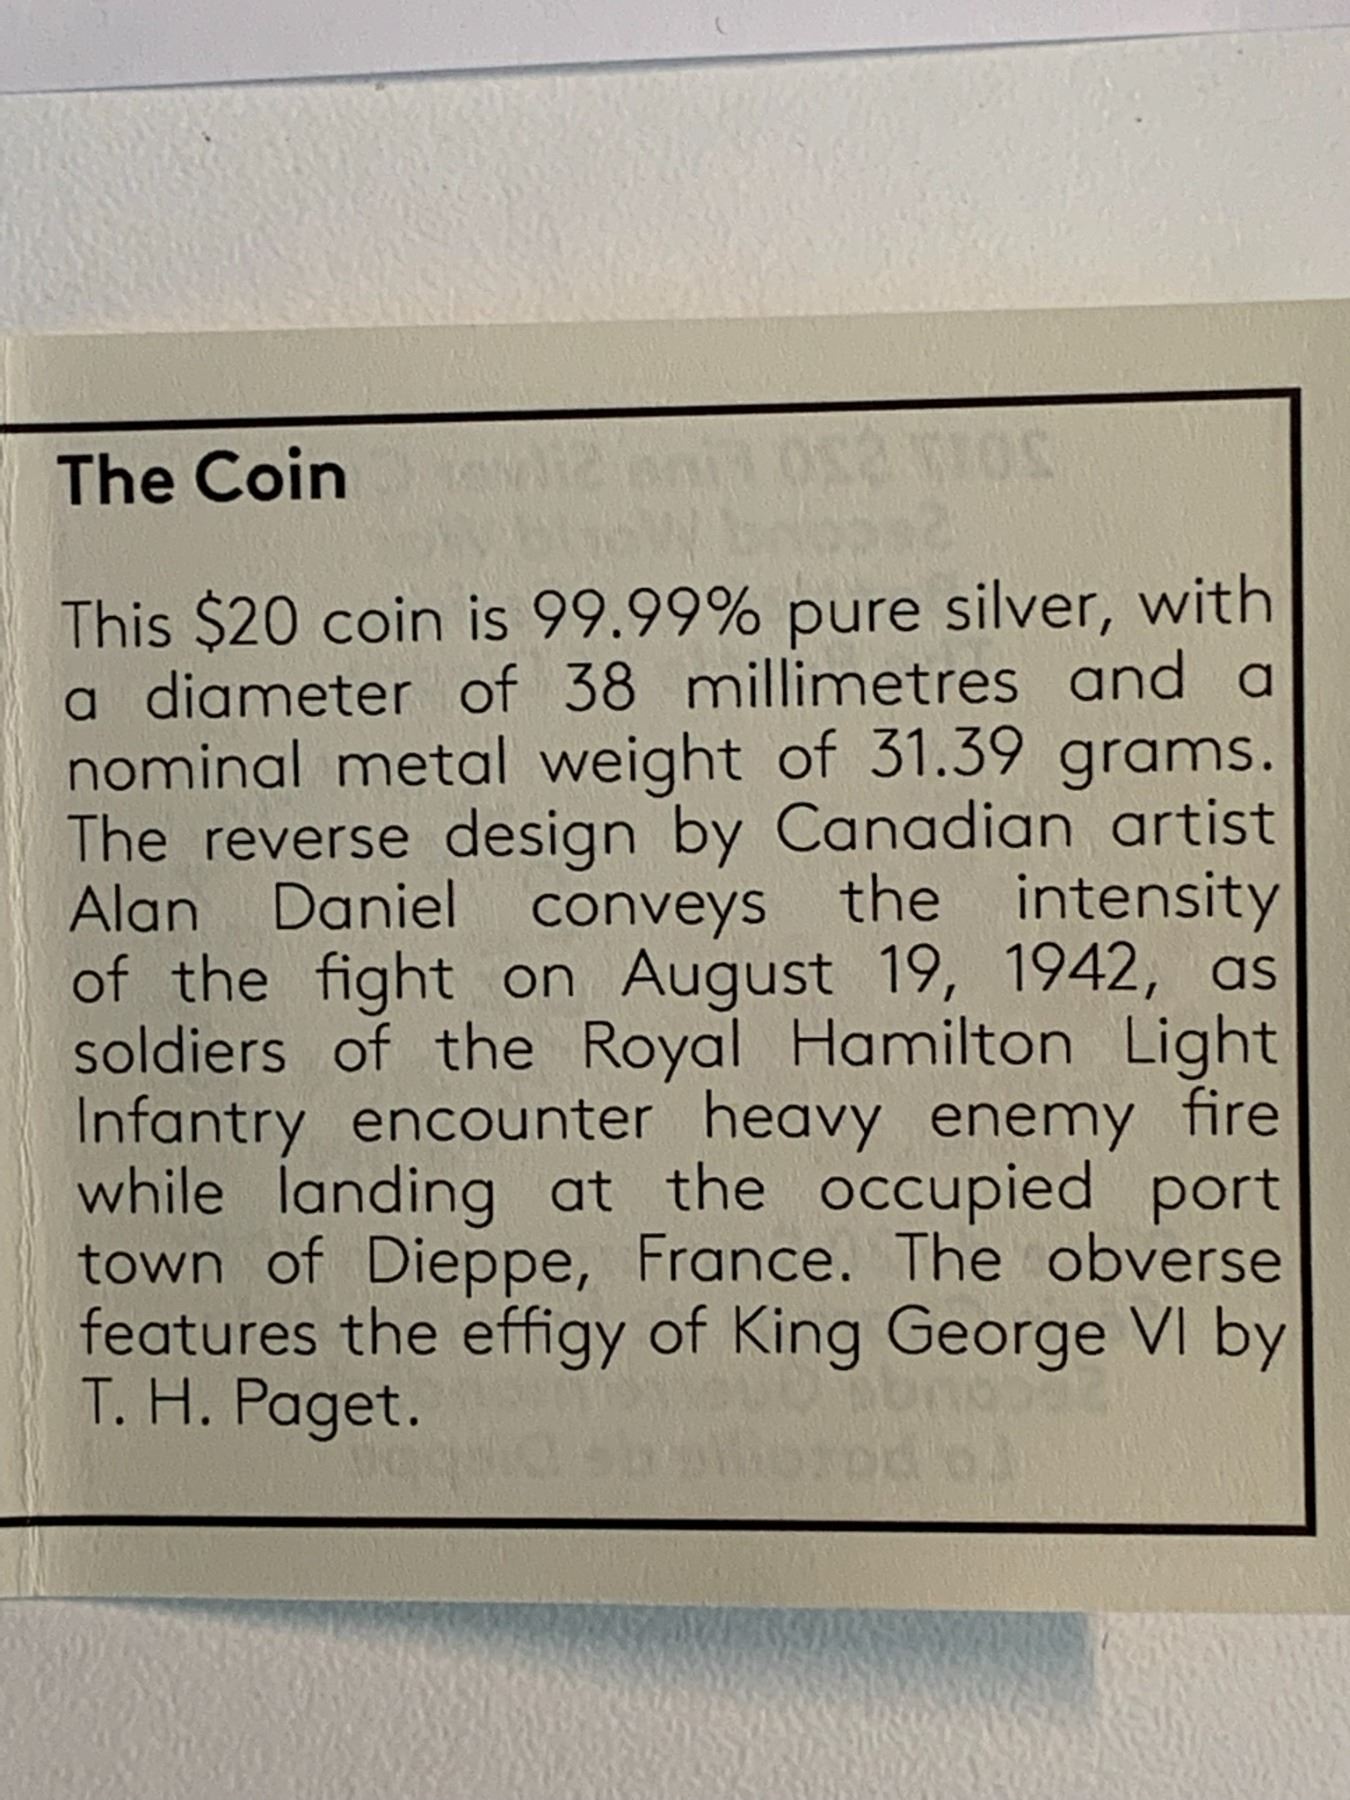 The Coin
This $20 coin is 99.99% pure silver, with
a diameter of 38 millimetres and a
nominal metal weight of 31.39 grams.
The reverse design by Canadian artist
Alan Daniel conveys the intensity
of the fight on August 19, 1942, as
soldiers of the Royal Hamilton Light
Infantry encounter heavy enemy fire
while landing at the occupied port
town of Dieppe, France. The obverse
features the effigy of King George VI by
T. H. Paget.